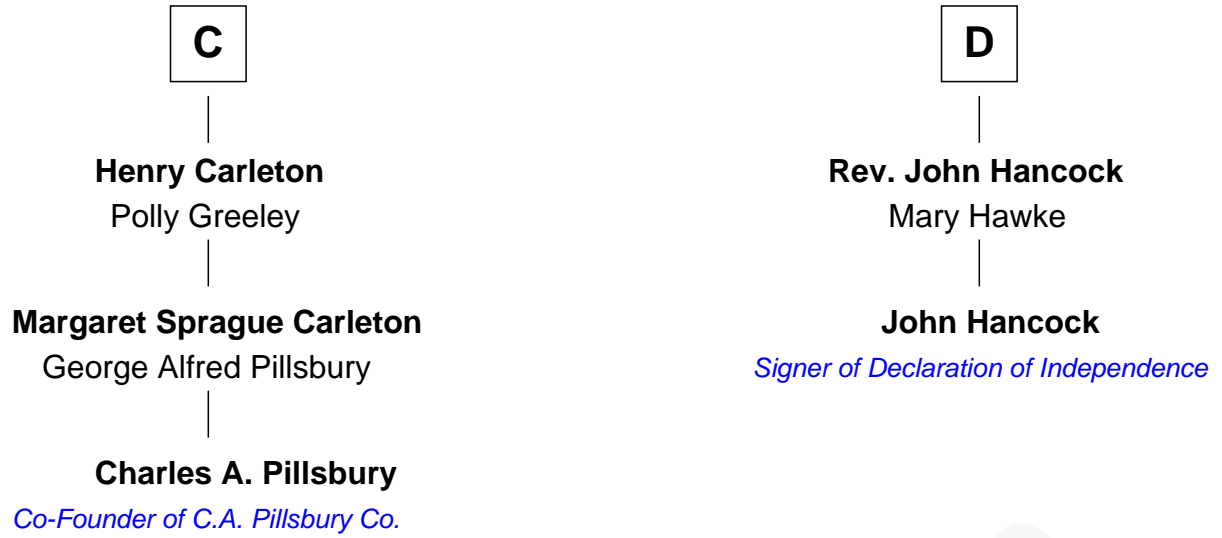 C
Henry Carleton
Polly Greeley
Margaret Sprague Carleton
George Alfred Pillsbury
Charles A. Pillsbury
Co-Founder of C.A. Pillsbury Co.
D
Rev. John Hancock
Mary Hawke
John Hancock
Signer of Declaration of Independence